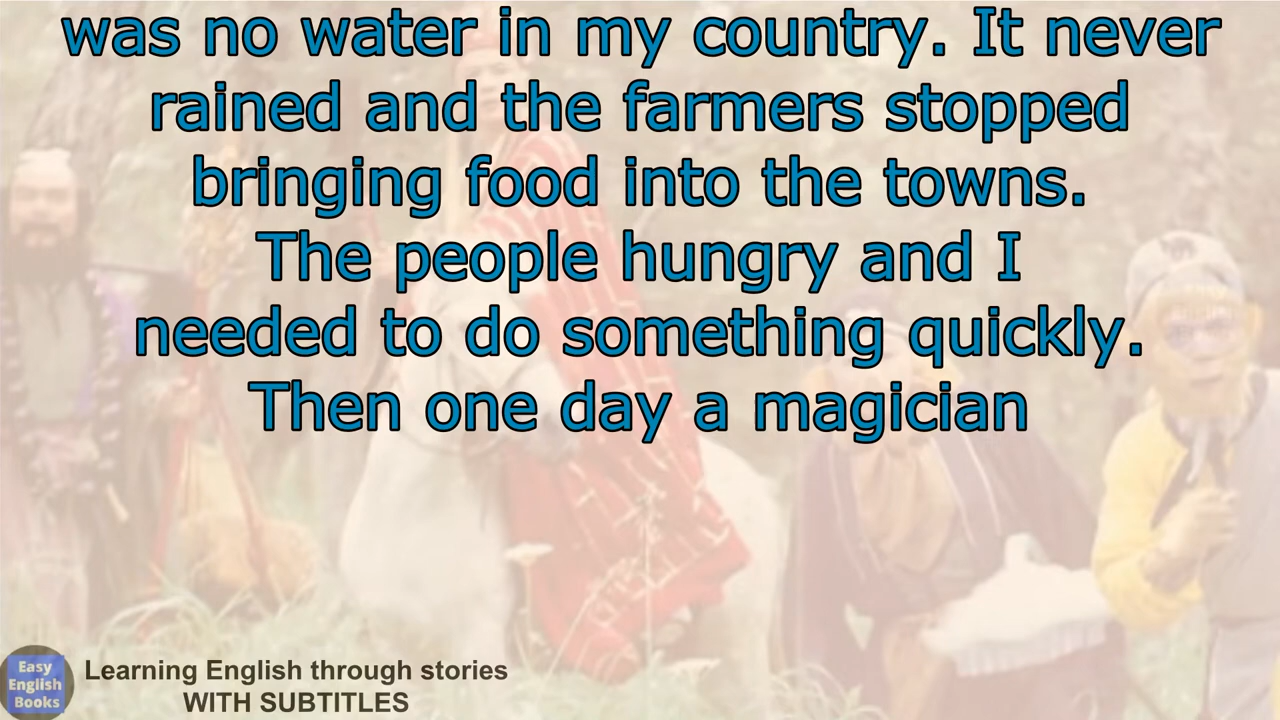 was no water in my country. It never
rained and the farmers stopped
bringing food into the towns.
The people hungry and I
needed to do something quickly.
Then one day a magician
Easy
English
Books
Learning English through stories
WITH SUBTITLES